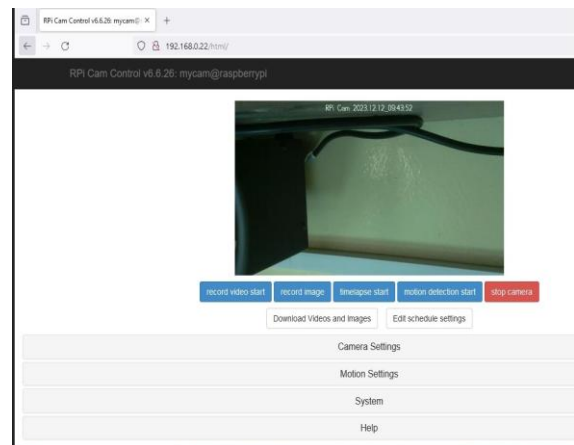 RPi Cam Control v6.6.26: mycam@
192.168.0.22/html/
RPi Cam Control v6.6.26: mycam@raspberrypi
RPi Cam 2023.12.12_09:43:52
record video start record image timelapse start motion detection start stop camera
Download Videos and Images Edit schedule settings
Camera Settings
Motion Settings
System
Help